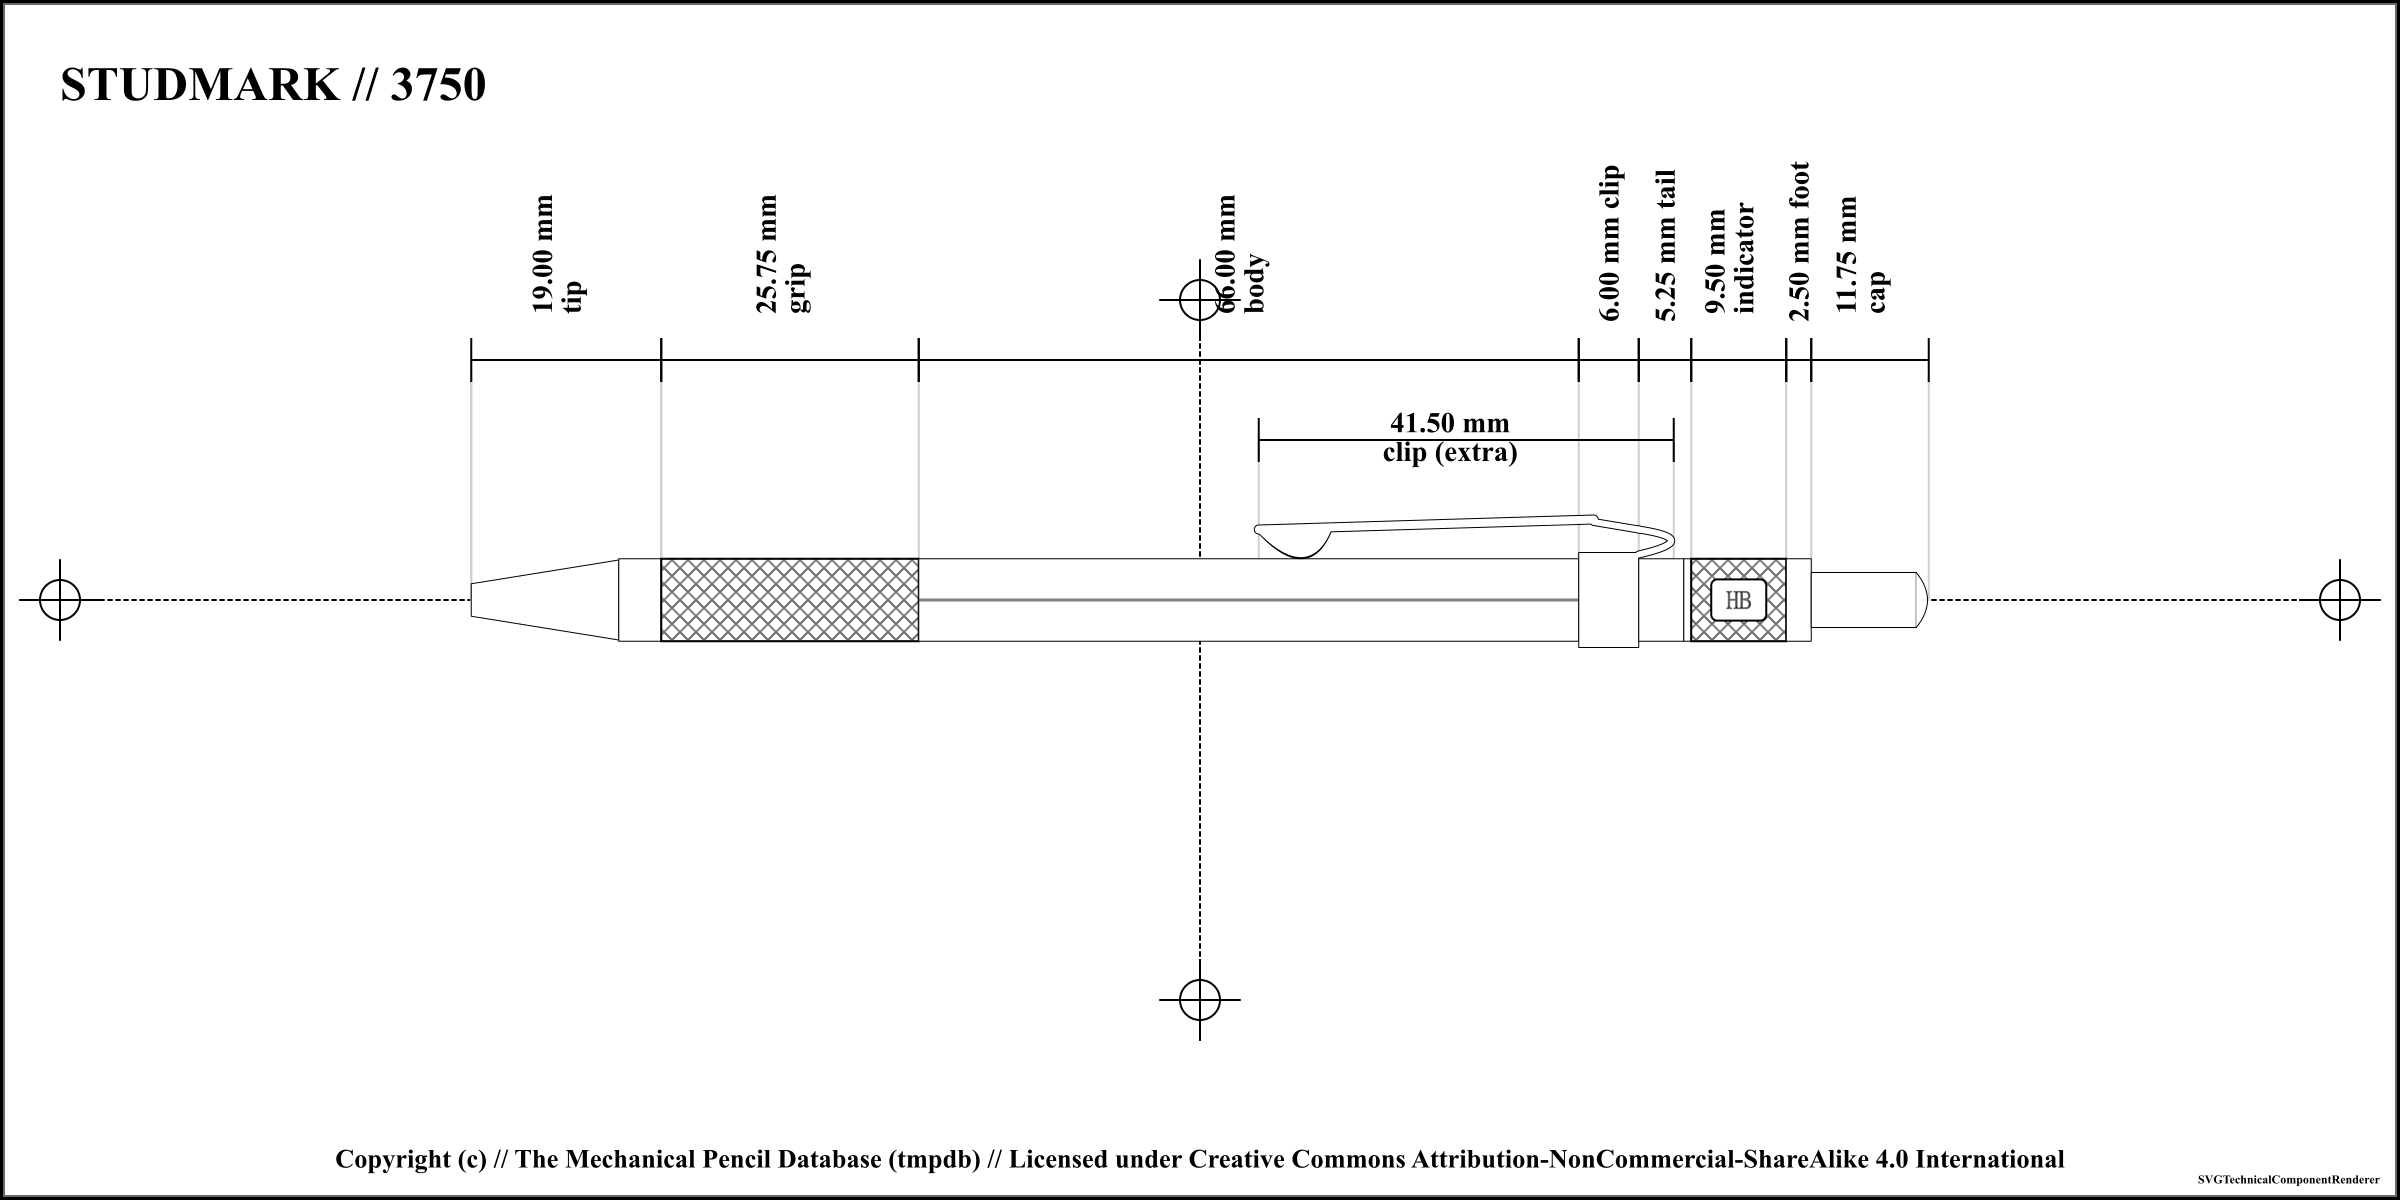 STUDMARK // 3750
19.00 mm
tip
25.75 mm
grip
66.00 mm
body
6.00 mm clip
5.25 mm tail
9.50 mm
indicator
2.50 mm foot
11.75 mm
cap
41.50 mm
clip (extra)
HB
Copyright (c) // The Mechanical Pencil Database (tmpdb) // Licensed under Creative Commons Attribution-NonCommercial-ShareAlike 4.0 International
SVGTechnicalComponentRenderer